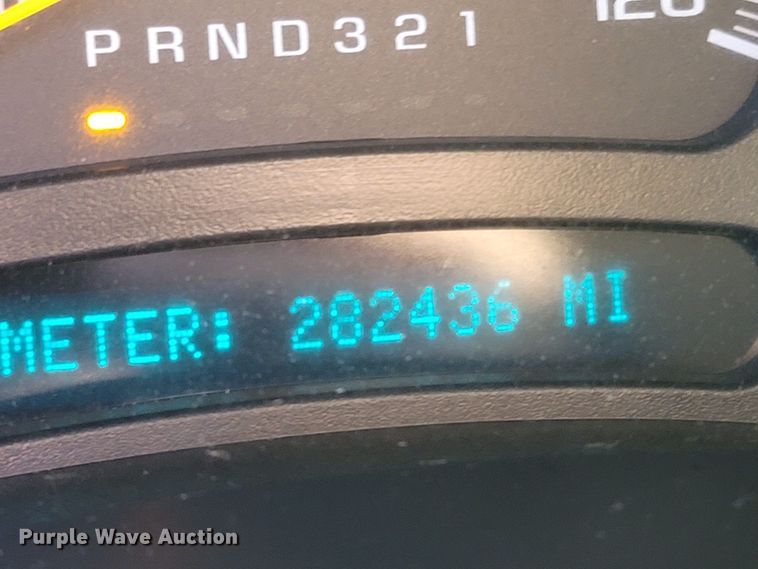 120
PRND321
METER: 282436 MI
Purple Wave Auction